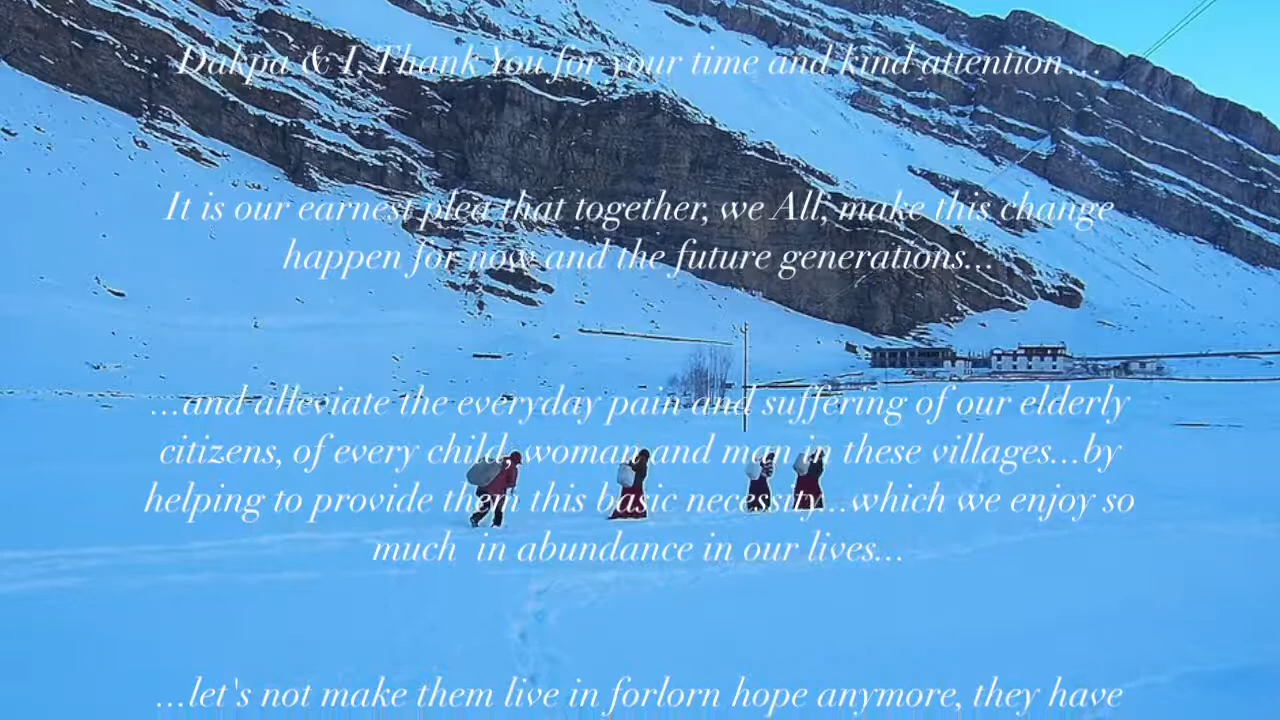 Dakpa & I, Thank You for your time and kind attention...
It is our earnest plea that together, we All, make this change
happen for now and the future generations...
...and alleviate the everyday pain and suffering of our elderly
citizens, of every child, woman and man in these villages...by
helping to provide them this basic necessity...which we enjoy so
much in abundance in our lives...
...let's not make them live in forlorn hope anymore, they have